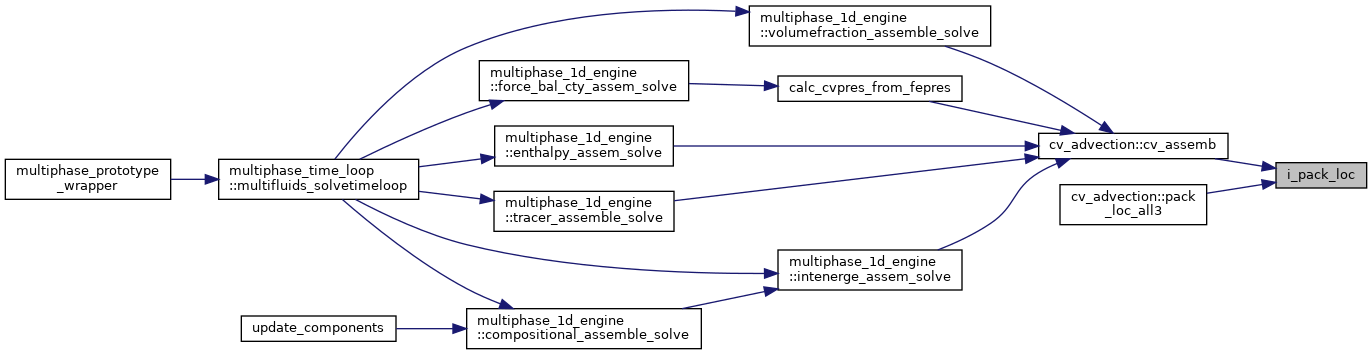 multiphase_prototype
_wrapper
multiphase_time_loop
::multifluids_solvetimeloop
update_components
multiphase_1d_engine
::force_bal_cty_assem_solve
multiphase_1d_engine
::enthalpy_assem_solve
multiphase_1d_engine
::tracer_assemble_solve
multiphase_1d_engine
::compositional_assemble_solve
multiphase_1d_engine
::volumefraction_assemble_solve
calc_cvpres_from_fepres
multiphase_1d_engine
::intenerge_assem_solve
cv_advection::cv_assemb
cv_advection::pack
_loc_all3
i_pack_loc